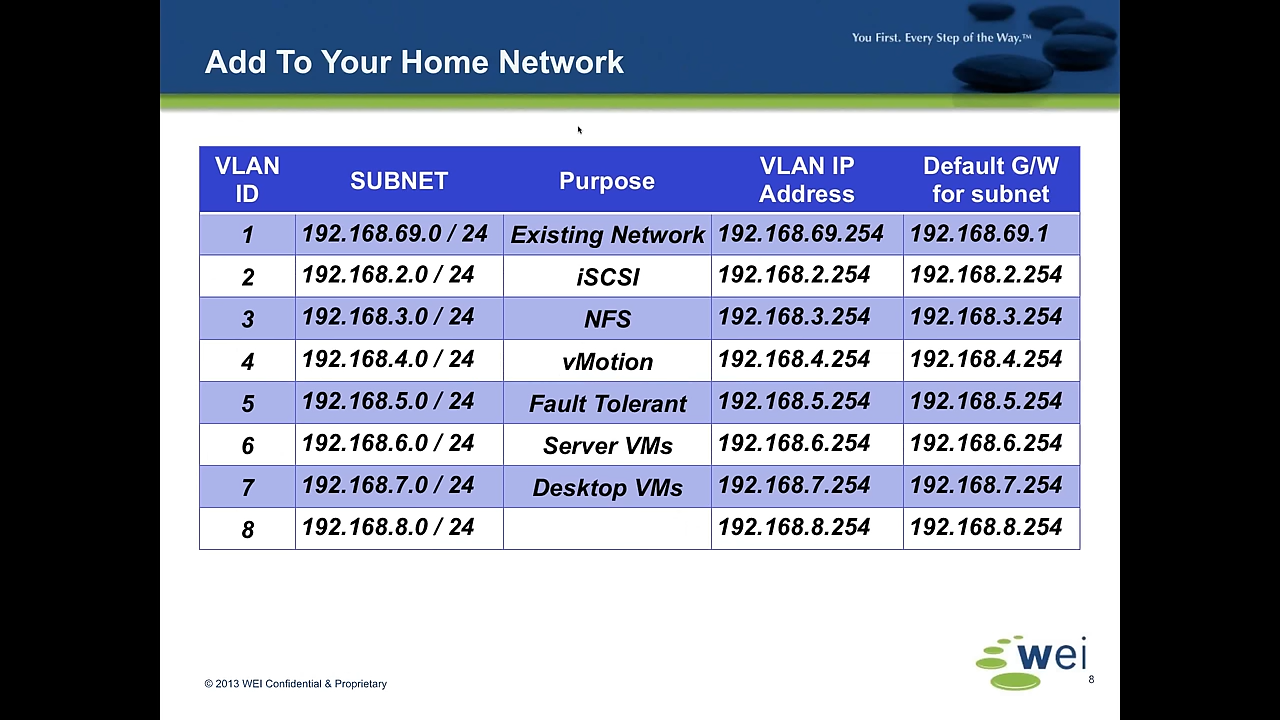 You First. Every Step of the Way.™
Add To Your Home Network
VLAN ID SUBNET Purpose VLAN IP Address Default G/W for subnet
1 192.168.69.0 / 24 Existing Network 192.168.69.254 192.168.69.1
2 192.168.2.0 / 24 iSCSI 192.168.2.254 192.168.2.254
3 192.168.3.0 / 24 NFS 192.168.3.254 192.168.3.254
4 192.168.4.0 / 24 vMotion 192.168.4.254 192.168.4.254
5 192.168.5.0 / 24 Fault Tolerant 192.168.5.254 192.168.5.254
6 192.168.6.0 / 24 Server VMs 192.168.6.254 192.168.6.254
7 192.168.7.0 / 24 Desktop VMs 192.168.7.254 192.168.7.254
8 192.168.8.0 / 24 192.168.8.254 192.168.8.254
wei
© 2013 WEI Confidential & Proprietary
8